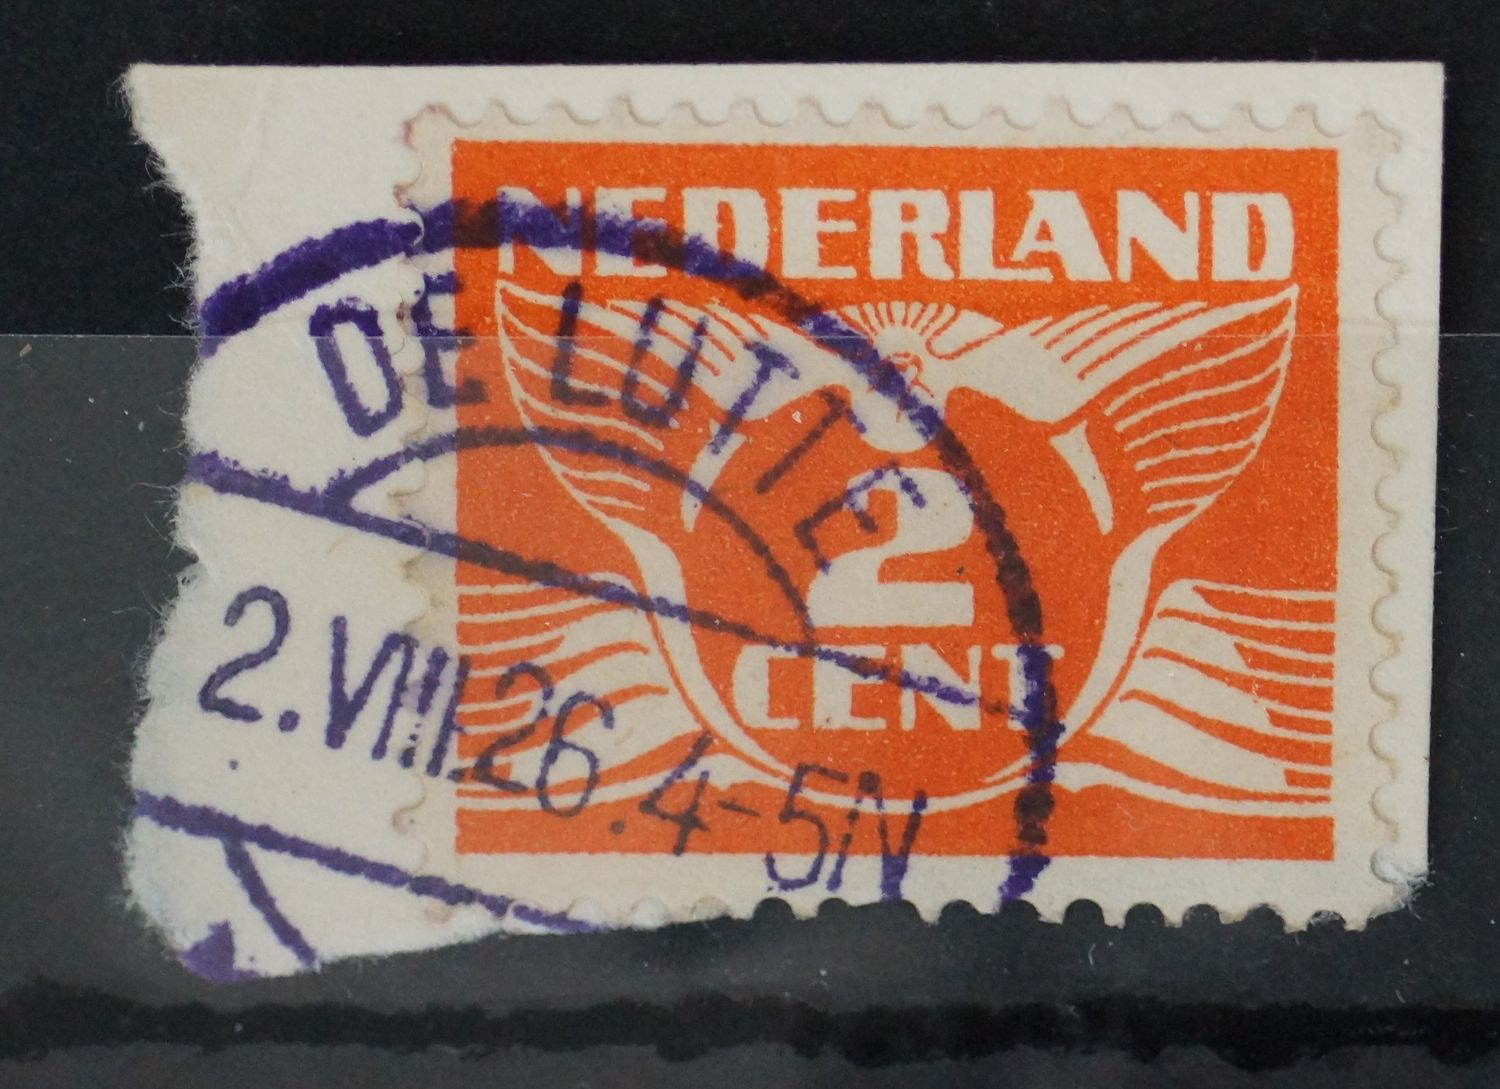 NEDERLAND
2
CENT
DE LUTTE
2.VIII.26.4-5N